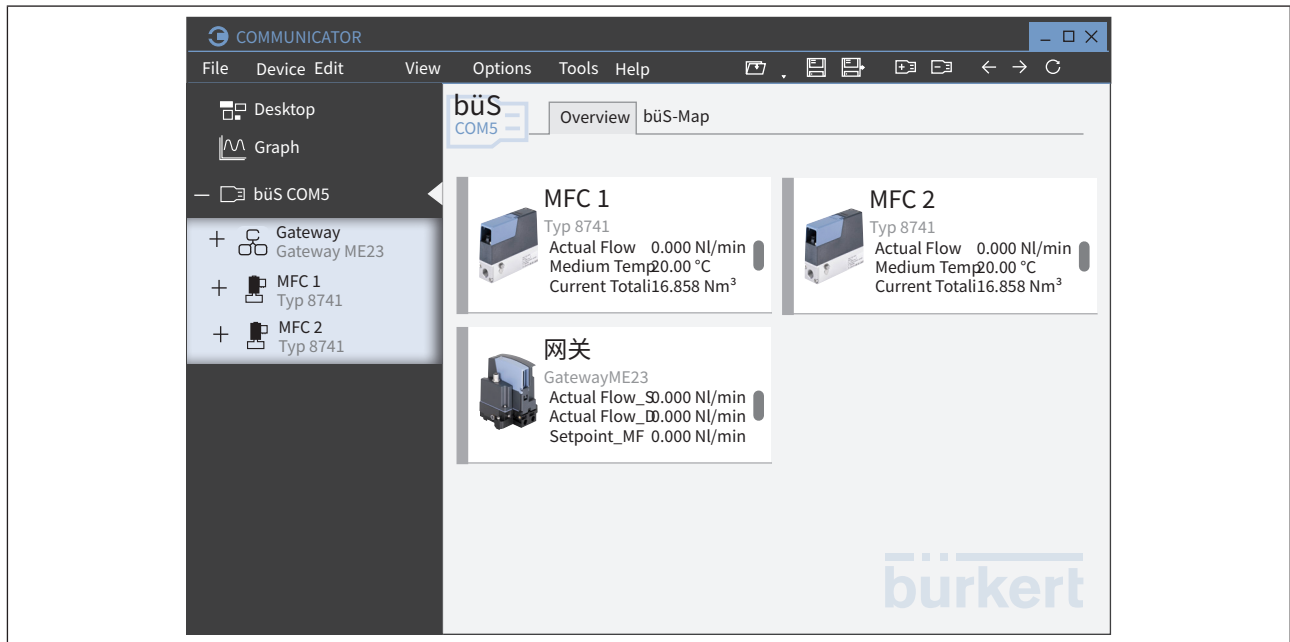 COMMUNICATOR
File Device Edit View Options Tools Help
Desktop
Graph
büS COM5
Gateway
Gateway ME23
MFC 1
Typ 8741
MFC 2
Typ 8741
büS
COM5
Overview büS-Map
MFC 1
Typ 8741
Actual Flow 0.000 Nl/min
Medium Temp20.00 °C
Current Totali16.858 Nm³
MFC 2
Typ 8741
Actual Flow 0.000 Nl/min
Medium Temp20.00 °C
Current Totali16.858 Nm³
网关
GatewayME23
Actual Flow_S0.000 Nl/min
Actual Flow_D0.000 Nl/min
Setpoint_MF 0.000 Nl/min
bürkert